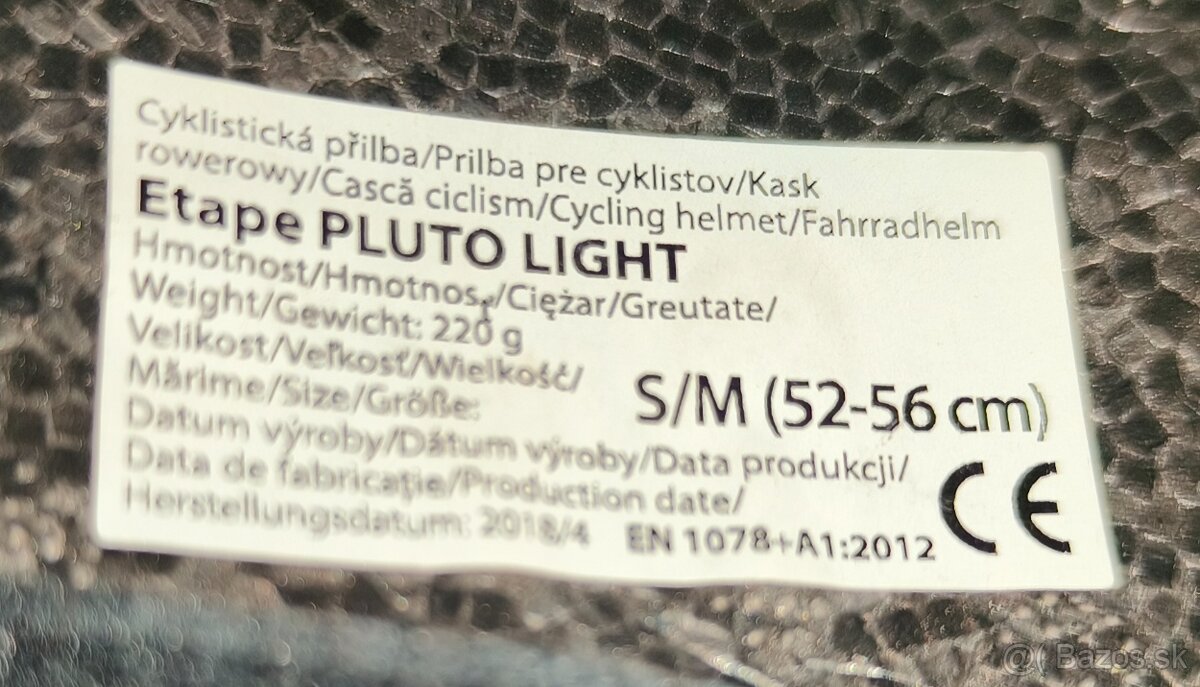 Cyklistická přilba/Prilba pre cyklistov/Kask
rowerowy/Cască ciclism/Cycling helmet/Fahrradhelm
Etape PLUTO LIGHT
Hmotnost/Hmotnosť/Ciężar/Greutate/
Weight/Gewicht: 220 g
Velikost/Veľkosť/Wielkość/
Mărime/Size/Größe:
S/M (52-56 cm)
Datum výroby/Dátum výroby/Data produkcji/
Data de fabricaţie/Production date/
Herstellungsdatum: 2018/4
EN 1078+A1:2012
CE
@( Bazos.sk